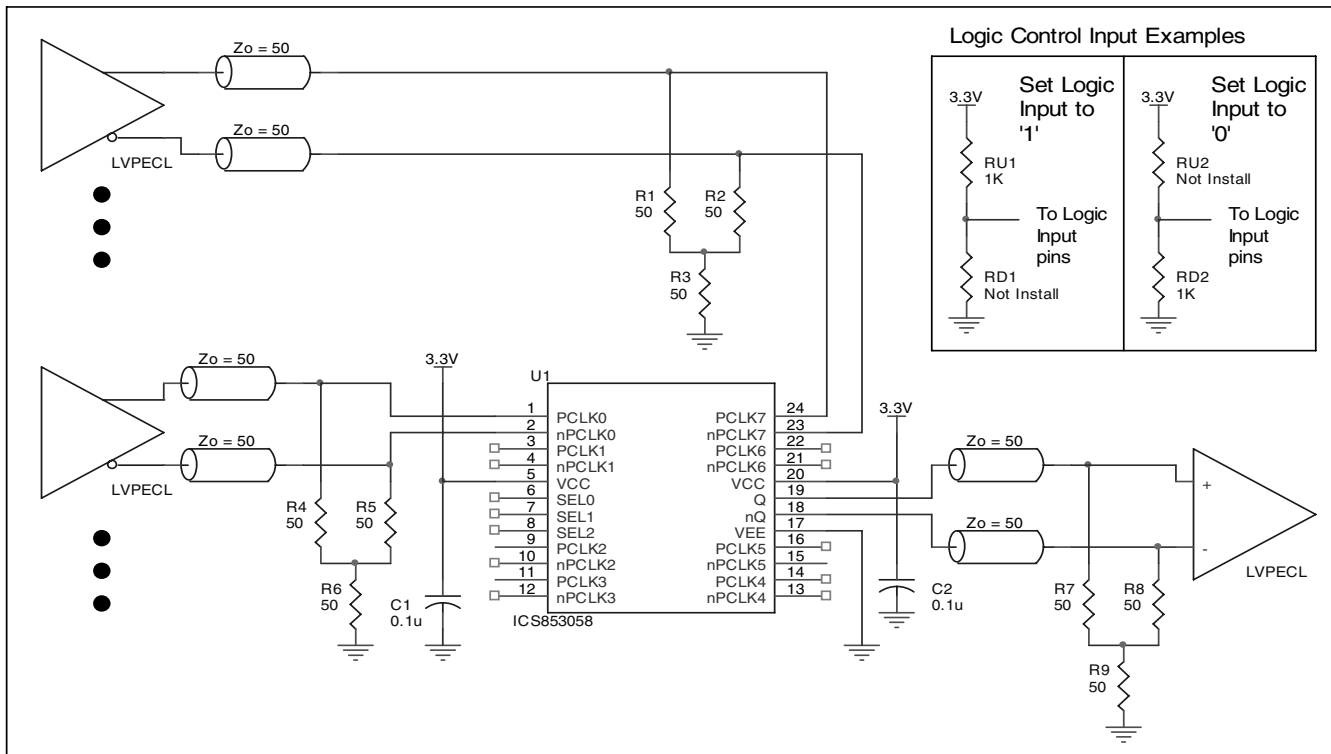 Zo = 50
Zo = 50
LVPECL
R1
50
R2
50
R3
50
Logic Control Input Examples
3.3V
Set Logic
Input to
'1'
RU1
1K
To Logic
Input
pins
RD1
Not Install
3.3V
Set Logic
Input to
'0'
RU2
Not Install
To Logic
Input
pins
RD2
1K
Zo = 50
Zo = 50
LVPECL
R4
50
R5
50
R6
50
3.3V
C1
0.1u
U1
1 PCLK0
2 nPCLK0
3 PCLK1
4 nPCLK1
5 VCC
6 SEL0
7 SEL1
8 SEL2
9 PCLK2
10 nPCLK2
11 PCLK3
12 nPCLK3
PCLK7 24
nPCLK7 23
PCLK6 22
nPCLK6 21
VCC 20
Q 19
nQ 18
VEE 17
PCLK5 16
nPCLK5 15
PCLK4 14
nPCLK4 13
ICS853058
3.3V
C2
0.1u
Zo = 50
Zo = 50
+
-
LVPECL
R7
50
R8
50
R9
50